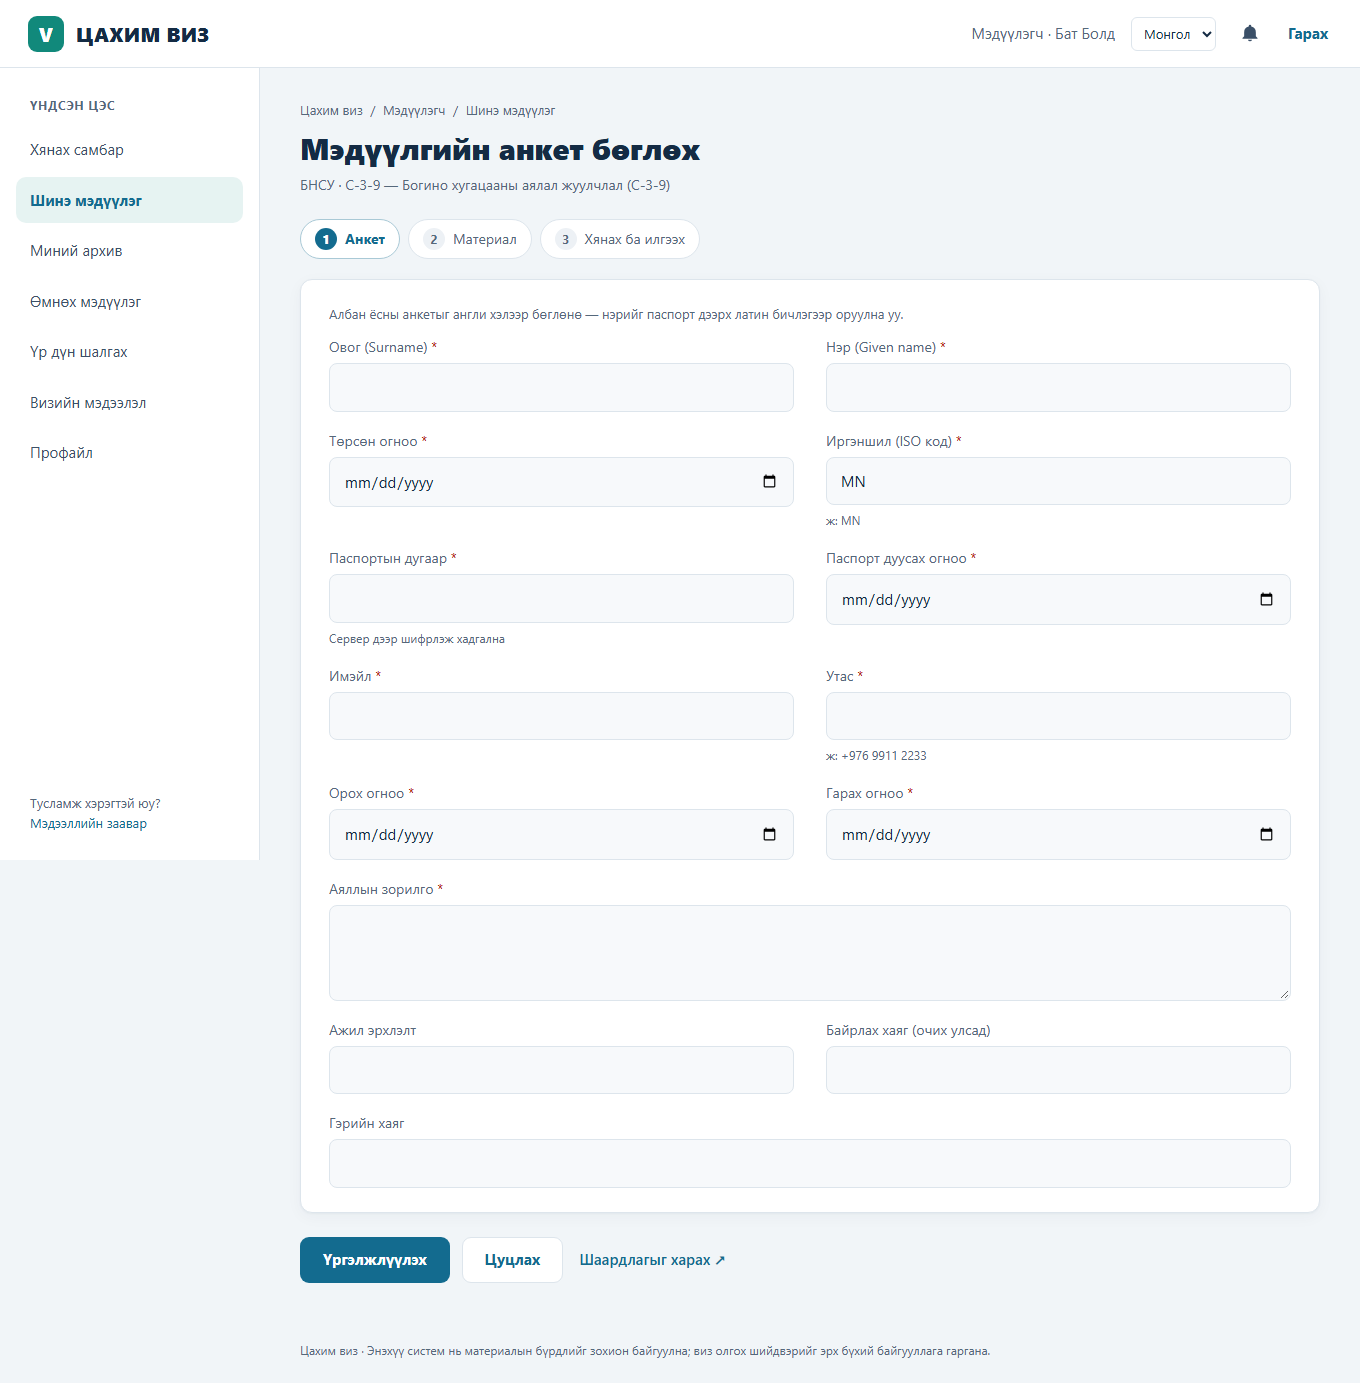 V ЦАХИМ ВИЗ
Мэдүүлэгч · Бат Болд
Монгол
Гарах
ҮНДСЭН ЦЭС
Хянах самбар
Шинэ мэдүүлэг
Миний архив
Өмнөх мэдүүлэг
Үр дүн шалгах
Визийн мэдээлэл
Профайл
Тусламж хэрэгтэй юу?
Мэдээллийн заавар
Цахим виз / Мэдүүлэгч / Шинэ мэдүүлэг
Мэдүүлгийн анкет бөглөх
БНСУ · C-3-9 — Богино хугацааны аялал жуулчлал (C-3-9)
1 Анкет
2 Материал
3 Хянах ба илгээх
Албан ёсны анкетыг англи хэлээр бөглөнө — нэрийг паспорт дээрх латин бичлэгээр оруулна уу.
Овог (Surname) *
Нэр (Given name) *
Төрсөн огноо *
mm/dd/yyyy
Иргэншил (ISO код) *
MN
ж: MN
Паспортын дугаар *
Сервер дээр шифрлэж хадгална
Паспорт дуусах огноо *
mm/dd/yyyy
Имэйл *
Утас *
ж: +976 9911 2233
Орох огноо *
mm/dd/yyyy
Гарах огноо *
mm/dd/yyyy
Аяллын зорилго *
Ажил эрхлэлт
Байрлах хаяг (очих улсад)
Гэрийн хаяг
Үргэлжлүүлэх
Цуцлах
Шаардлагыг харах ↗
Цахим виз · Энэхүү систем нь материалын бүрдлийг зохион байгуулна; виз олгох шийдвэрийг эрх бүхий байгууллага гаргана.